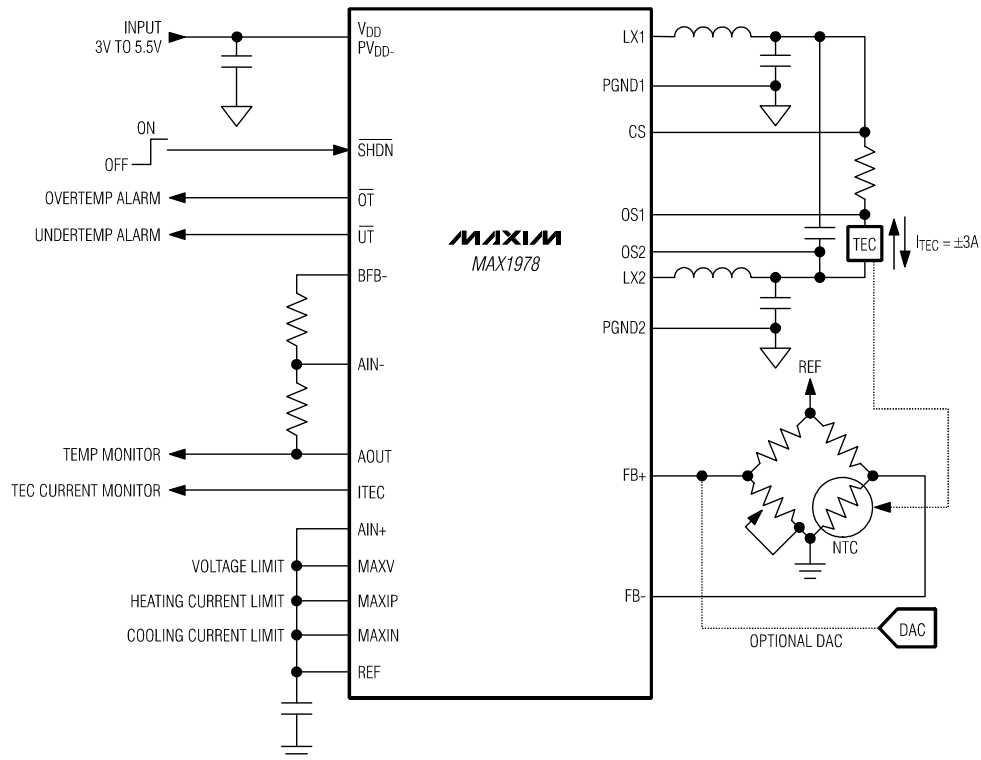 INPUT
3V TO 5.5V
VDD
PVDD-
ON
OFF
SHDN
OVERTEMP ALARM
OT
UNDERTEMP ALARM
UT
BFB-
AIN-
TEMP MONITOR
AOUT
TEC CURRENT MONITOR
ITEC
AIN+
VOLTAGE LIMIT
MAXV
HEATING CURRENT LIMIT
MAXIP
COOLING CURRENT LIMIT
MAXIN
REF
MAXIM
MAX1978
LX1
PGND1
CS
OS1
OS2
LX2
PGND2
TEC
ITEC = ±3A
REF
FB+
NTC
FB-
OPTIONAL DAC
DAC